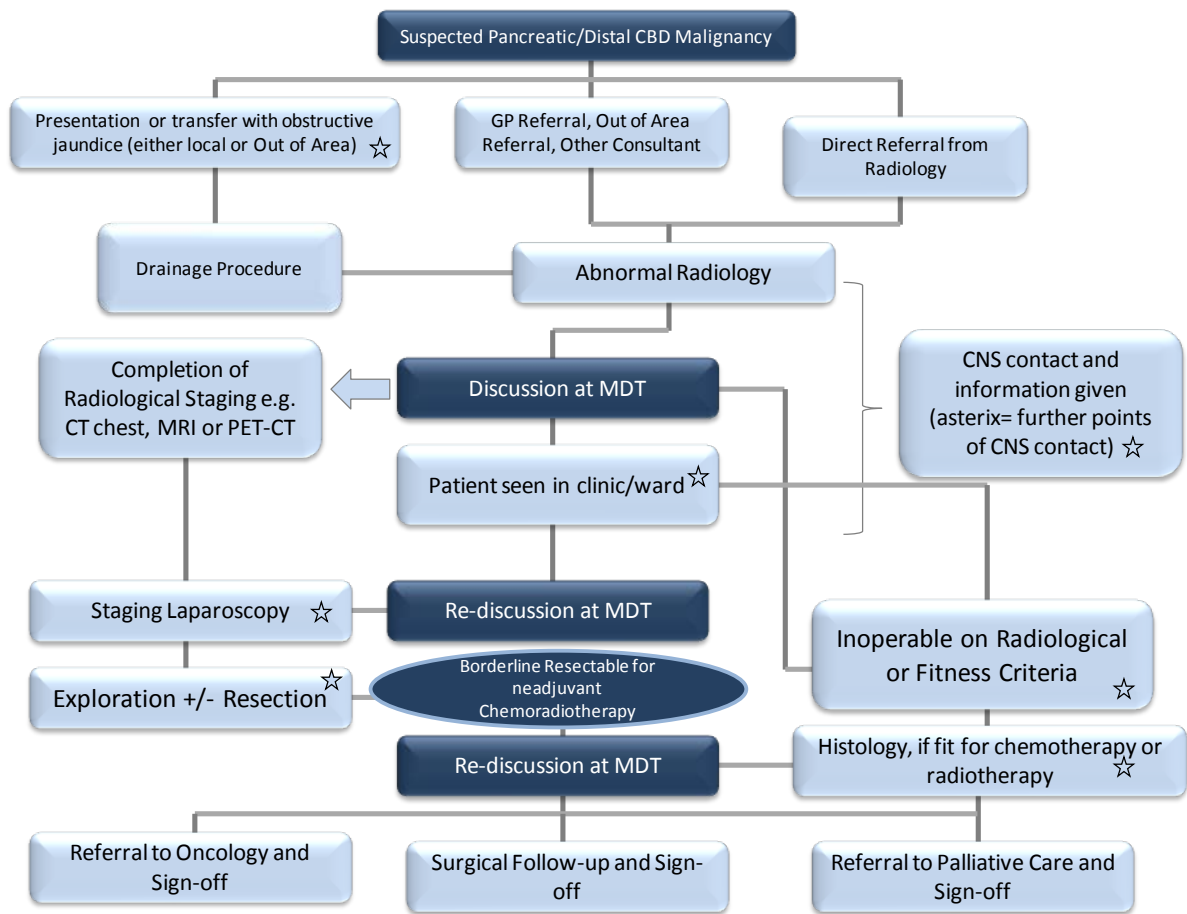 Suspected Pancreatic/Distal CBD Malignancy
Presentation or transfer with obstructive
jaundice (either local or Out of Area)
GP Referral, Out of Area
Referral, Other Consultant
Direct Referral from
Radiology
Drainage Procedure
Abnormal Radiology
Completion of
Radiological Staging e.g.
CT chest, MRI or PET-CT
Discussion at MDT
CNS contact and
information given
(asterix= further points
of CNS contact)
Patient seen in clinic/ward
Staging Laparoscopy
Re-discussion at MDT
Inoperable on Radiological
or Fitness Criteria
Exploration +/- Resection
Borderline Resectable for
neadjuvant
Chemoradiotherapy
Re-discussion at MDT
Histology, if fit for chemotherapy or
radiotherapy
Referral to Oncology and
Sign-off
Surgical Follow-up and Sign-
off
Referral to Palliative Care and
Sign-off